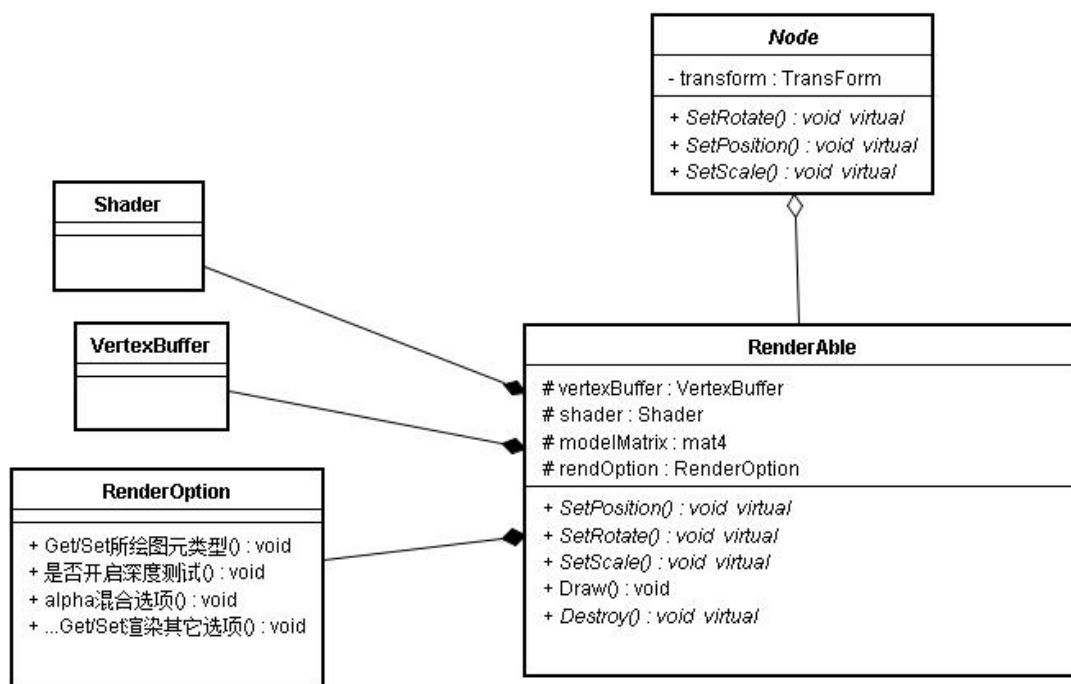 Node
- transform : TransForm
+ SetRotate() : void virtual
+ SetPosition() : void virtual
+ SetScale() : void virtual
Shader
VertexBuffer
RenderOption
+ Get/Set所绘图元类型() : void
+ 是否开启深度测试() : void
+ alpha混合选项() : void
+ ...Get/Set渲染其它选项() : void
RenderAble
# vertexBuffer : VertexBuffer
# shader : Shader
# modelMatrix : mat4
# rendOption : RenderOption
+ SetPosition() : void virtual
+ SetRotate() : void virtual
+ SetScale() : void virtual
+ Draw() : void
+ Destroy() : void virtual